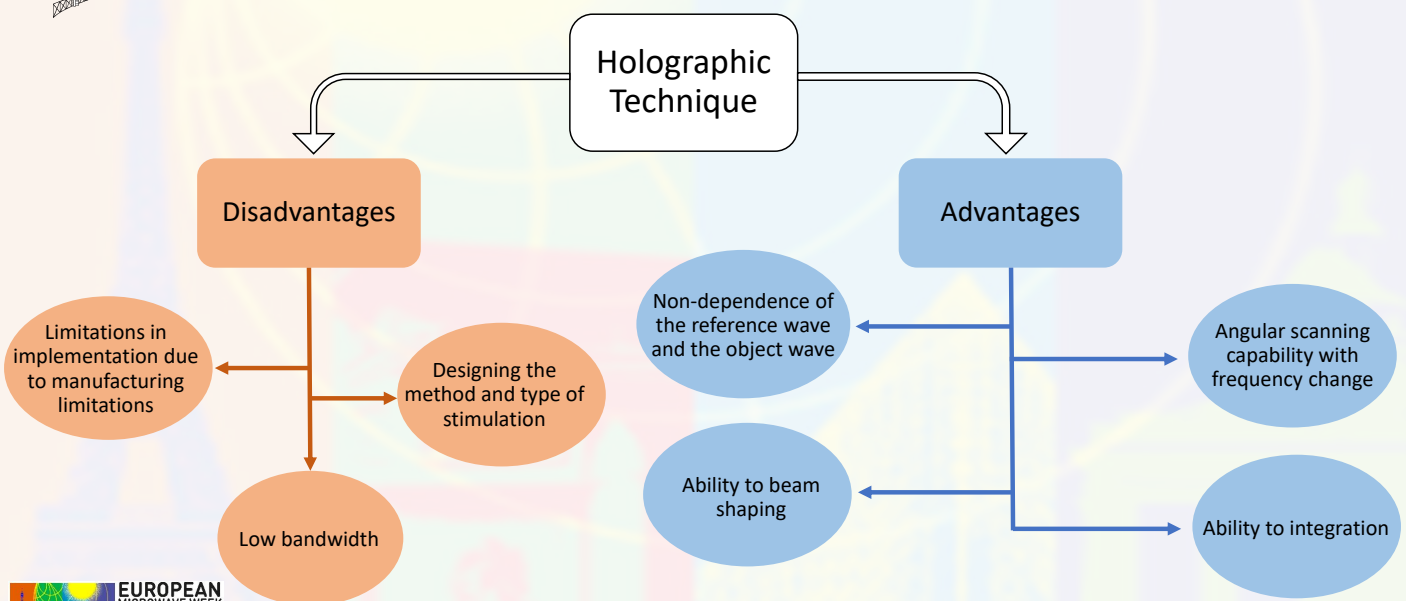 Holographic
Technique
Disadvantages
Advantages
Limitations in
implementation due
to manufacturing
limitations
Designing the
method and type of
stimulation
Low bandwidth
Non-dependence of
the reference wave
and the object wave
Angular scanning
capability with
frequency change
Ability to beam
shaping
Ability to integration
EUROPEAN
MICROWAVE WEEK